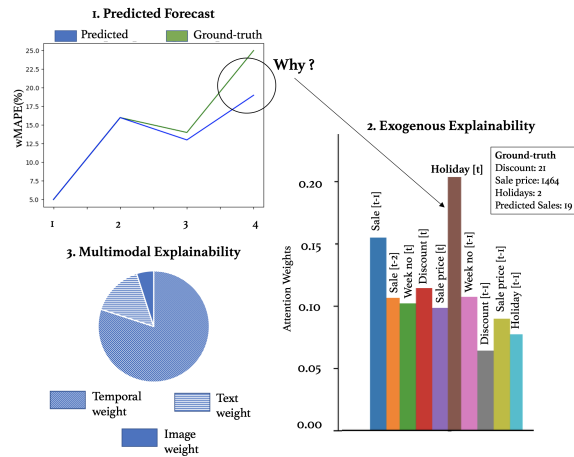 1. Predicted Forecast
Predicted
Ground-truth
25.0
22.5
20.0
17.5
15.0
12.5
10.0
7.5
5.0
wMAPE(%)
1
2
3
4
Why ?
2. Exogenous Explainability
Ground-truth
Discount: 21
Sale price: 1464
Holidays: 2
Predicted Sales: 19
0.20
0.15
0.10
0.05
0.00
Attention Weights
Sale [t-1]
Sale [t-2]
Week no [t]
Discount [t]
Sale price [t]
Holiday [t]
Week no [t-1]
Discount [t-1]
Sale price [t-1]
Holiday [t-1]
3. Multimodal Explainability
Temporal
weight
Text
weight
Image
weight